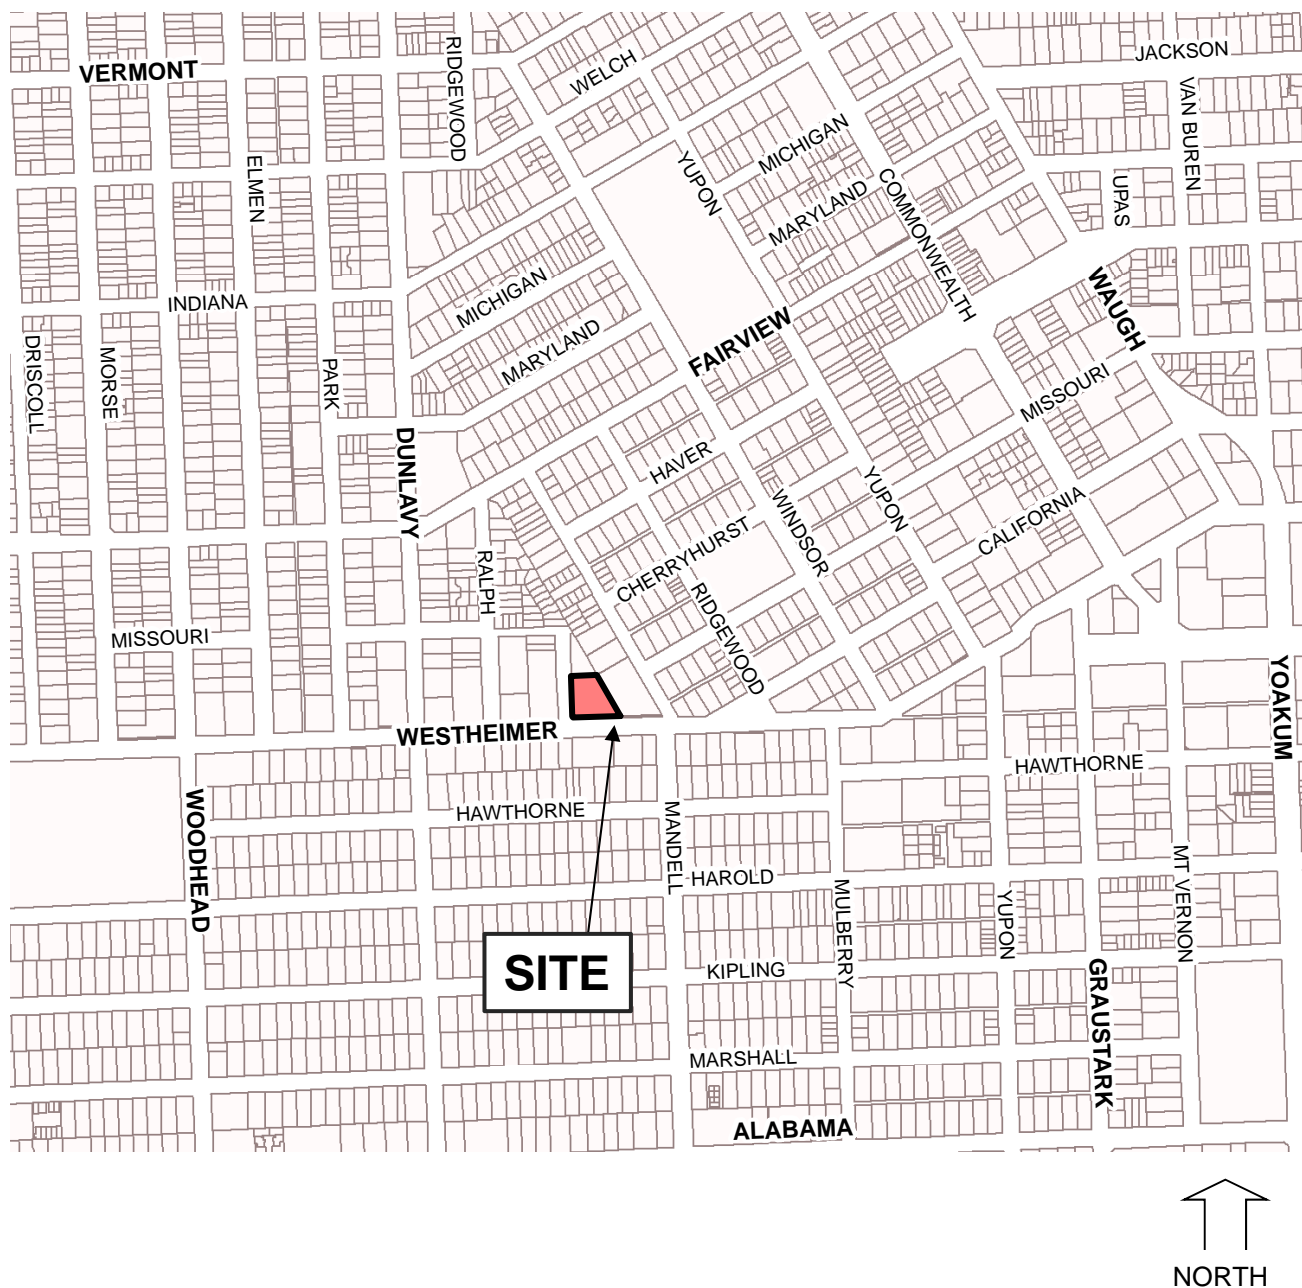 JACKSON
RIDGEWOOD
WELCH
VERMONT
VAN BUREN
MICHIGAN
YUPON
ELMEN
COMMONWEALTH
UPAS
MARYLAND
MICHIGAN
INDIANA
WAUGH
FAIRVIEW
MARYLAND
DRISCOLL
MORSE
PARK
MISSOURI
DUNLAVY
HAVER
YUPON
WINDSOR
CALIFORNIA
CHERRYHURST
RALPH
RIDGEWOOD
MISSOURI
YOAKUM
WESTHEIMER
HAWTHORNE
HAWTHORNE
WOODHEAD
MANDELL
HAROLD
MT VERNON
MULBERRY
YUPON
KIPLING
SITE
GRAUSTARK
MARSHALL
ALABAMA
NORTH